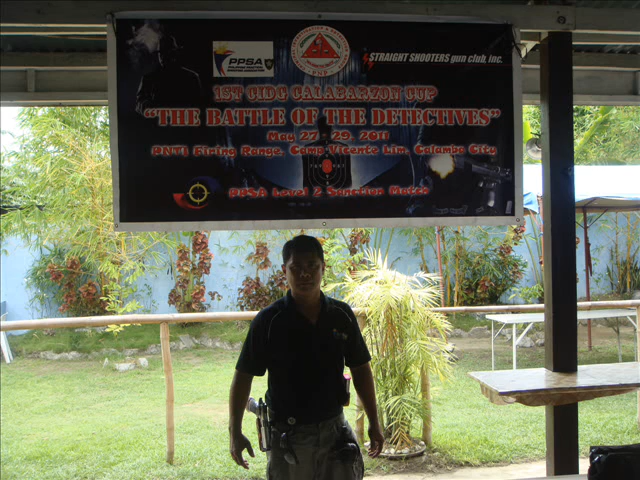 PPSA
STRAIGHT SHOOTERS gun club, inc.
1ST CIDG CALABARZON CUP
"THE BATTLE OF THE DETECTIVES"
May 27 - 29, 2011
RNTI Firing Range, Camp Vicente Lim, Calamba City
PPSA Level 2 Sanction Match